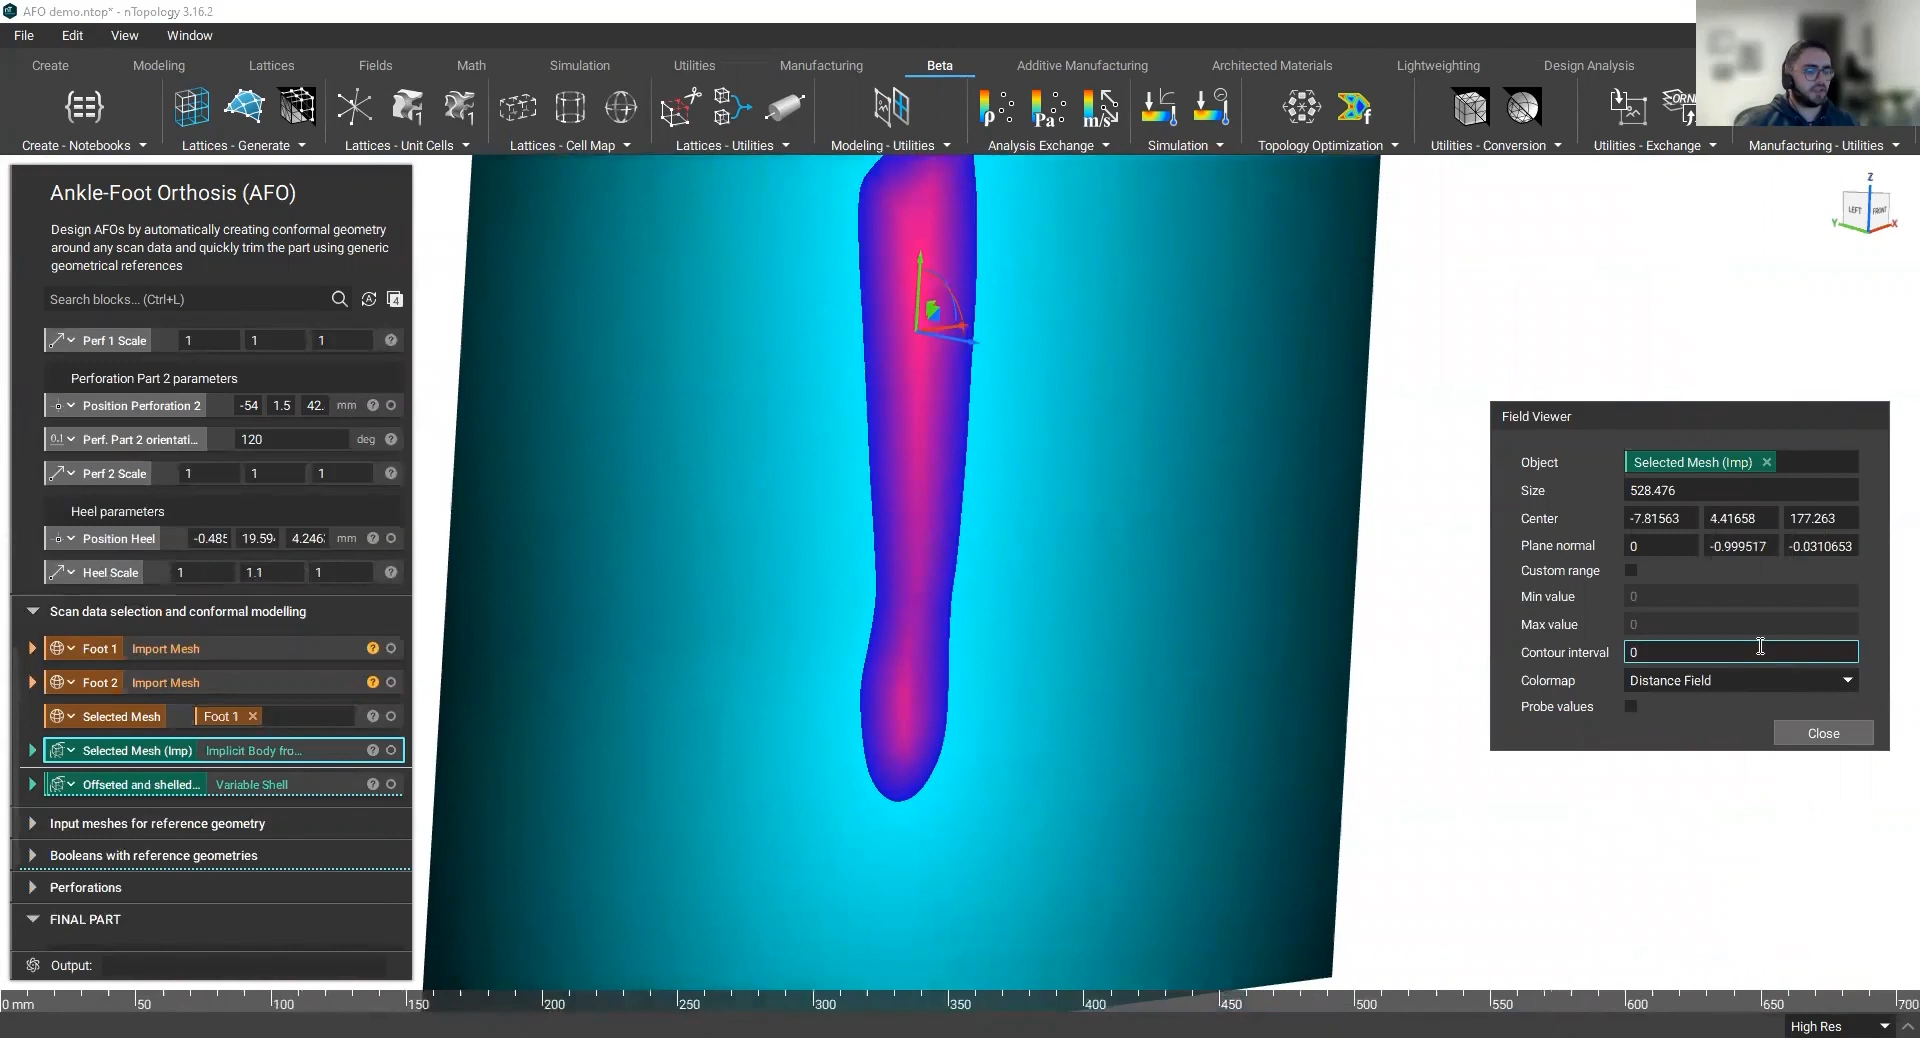 AFO demo.ntop* - nTopology 3.16.2
File Edit View Window
Create Modeling Lattices Fields Math Simulation Utilities Manufacturing Beta Additive Manufacturing Architected Materials Lightweighting Design Analysis
ρ Pa m/s f
Create - Notebooks Lattices - Generate Lattices - Unit Cells Lattices - Cell Map Lattices - Utilities Modeling - Utilities Analysis Exchange Simulation Topology Optimization Utilities - Conversion Utilities - Exchange Manufacturing - Utilities
Ankle-Foot Orthosis (AFO)
Design AFOs by automatically creating conformal geometry
around any scan data and quickly trim the part using generic
geometrical references
Search blocks... (Ctrl+L)
Perf 1 Scale 1 1 1
Perforation Part 2 parameters
Position Perforation 2 -54 1.5 42. mm
Perf. Part 2 orientati... 120 deg
Perf 2 Scale 1 1 1
Heel parameters
Position Heel -0.485 19.594 4.2463 mm
Heel Scale 1 1.1 1
Scan data selection and conformal modelling
Foot 1 Import Mesh
Foot 2 Import Mesh
Selected Mesh Foot 1
Selected Mesh (Imp) Implicit Body fro...
Offseted and shelled... Variable Shell
Input meshes for reference geometry
Booleans with reference geometries
Perforations
FINAL PART
Output:
Z
LEFT FRONT
Y X
Field Viewer
Object Selected Mesh (Imp)
Size 528.476
Center -7.81563 4.41658 177.263
Plane normal 0 -0.999517 -0.0310653
Custom range
Min value 0
Max value 0
Contour interval 0
Colormap Distance Field
Probe values
Close
0 mm 50 100 150 200 250 300 350 400 450 500 550 600 650 700
High Res